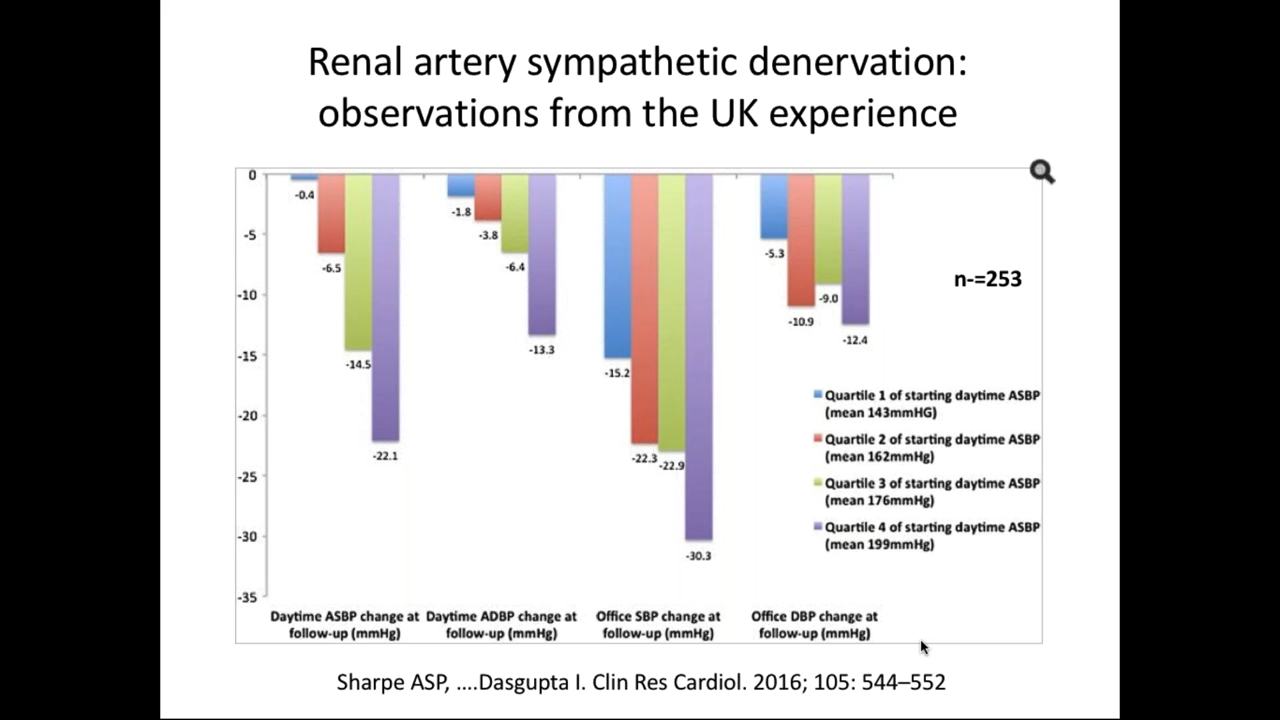 Renal artery sympathetic denervation:
observations from the UK experience
0
-5
-10
-15
-20
-25
-30
-35
-0.4
-6.5
-14.5
-22.1
-1.8
-3.8
-6.4
-13.3
-15.2
-22.3
-22.9
-30.3
-5.3
-10.9
-9.0
-12.4
n-=253
Quartile 1 of starting daytime ASBP
(mean 143mmHG)
Quartile 2 of starting daytime ASBP
(mean 162mmHg)
Quartile 3 of starting daytime ASBP
(mean 176mmHg)
Quartile 4 of starting daytime ASBP
(mean 199mmHg)
Daytime ASBP change at
follow-up (mmHg)
Daytime ADBP change at
follow-up (mmHg)
Office SBP change at
follow-up (mmHg)
Office DBP change at
follow-up (mmHg)
Sharpe ASP, ....Dasgupta I. Clin Res Cardiol. 2016; 105: 544–552